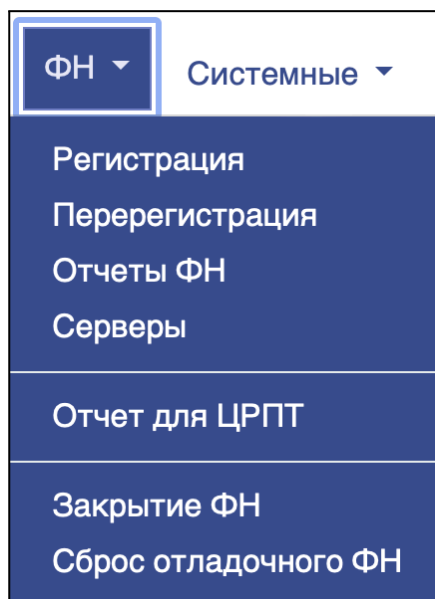 ФН
Системные
Регистрация
Перерегистрация
Отчеты ФН
Серверы
Отчет для ЦРПТ
Закрытие ФН
Сброс отладочного ФН